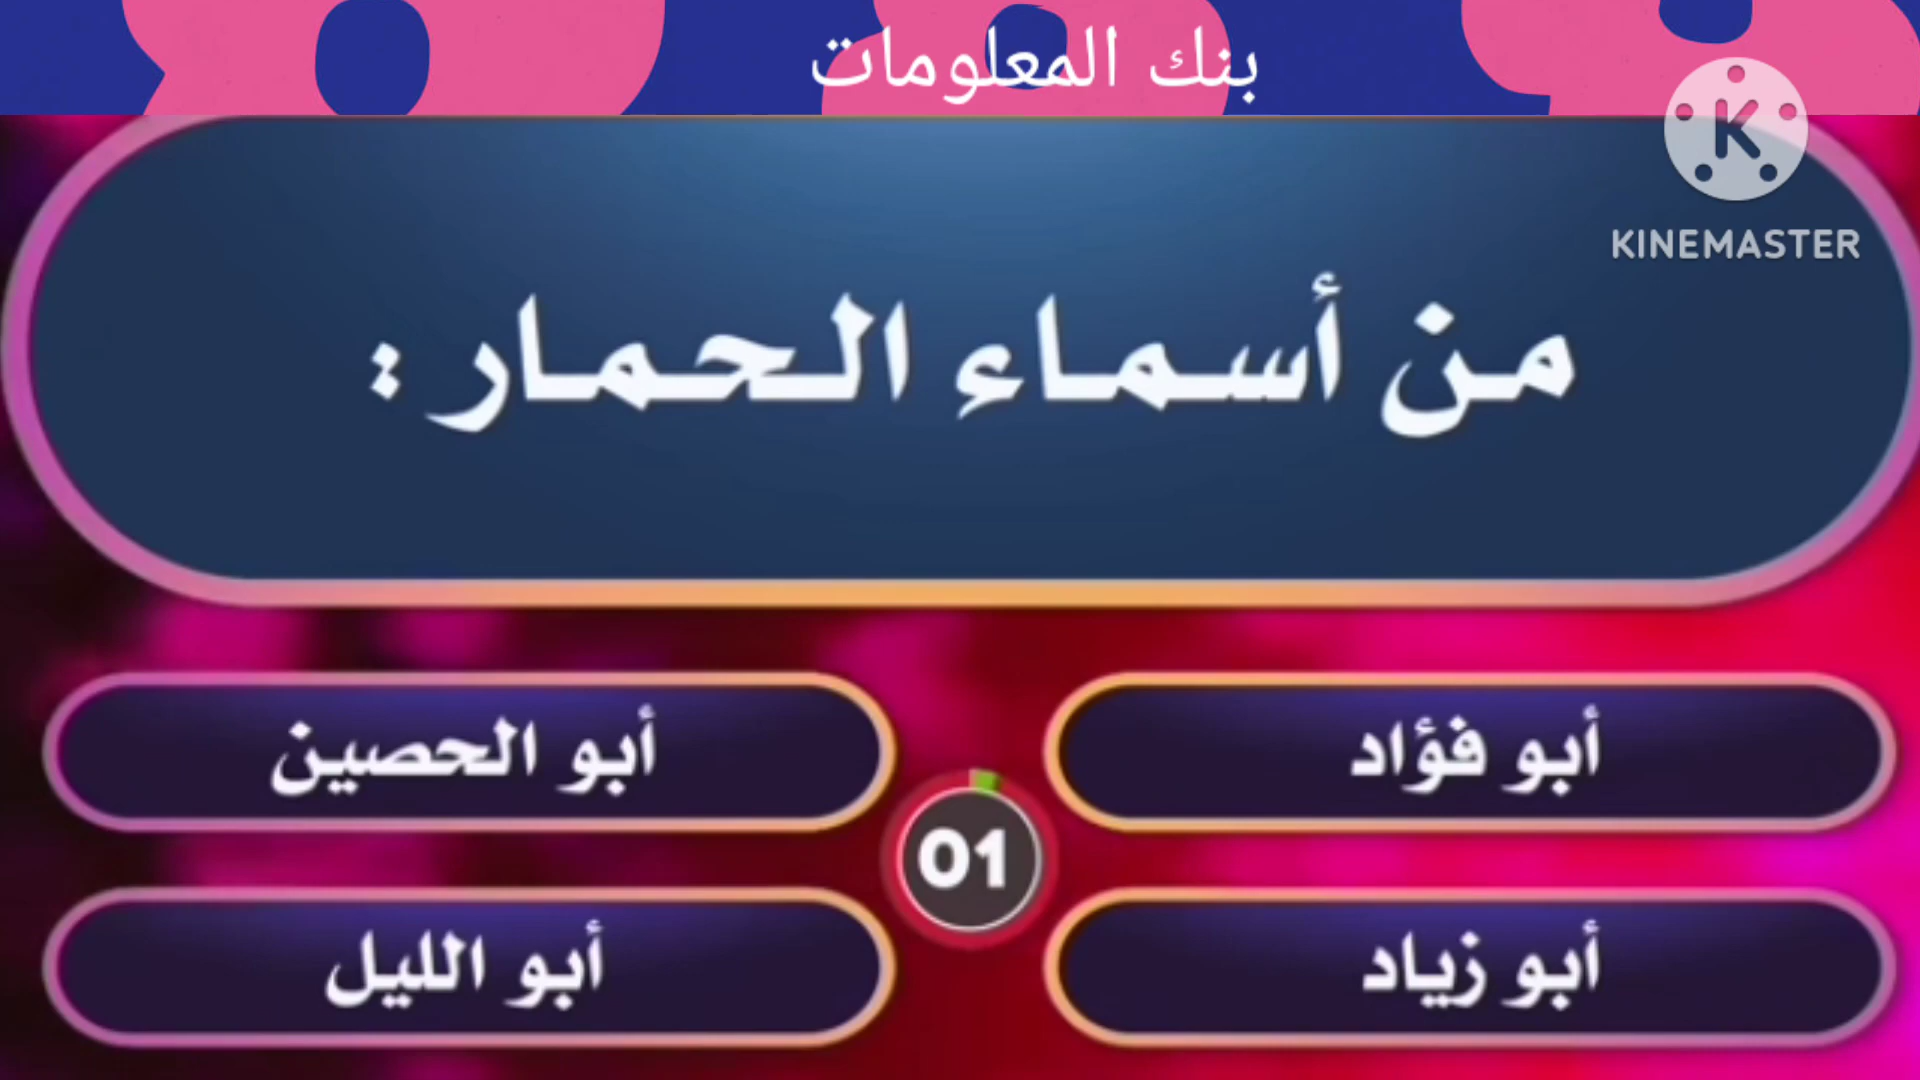 بنك المعلومات
K
KINEMASTER
من أسماء الحمار :
أبو فؤاد
أبو الحصين
01
أبو زياد
أبو الليل